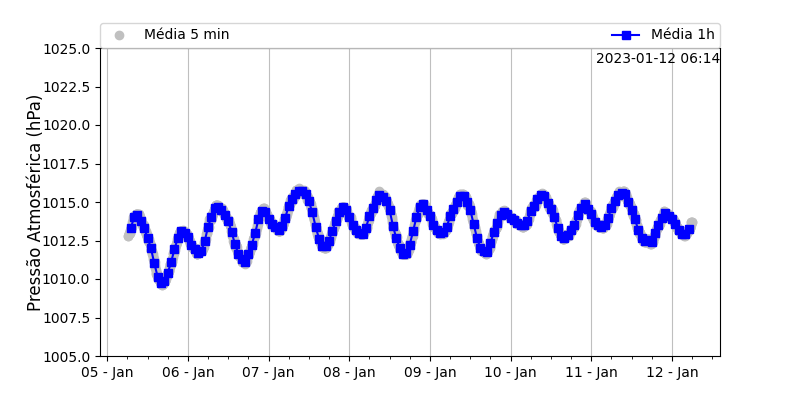 Média 5 min
Média 1h
2023-01-12 06:14
Pressão Atmosférica (hPa)
1025.0
1022.5
1020.0
1017.5
1015.0
1012.5
1010.0
1007.5
1005.0
05 - Jan
06 - Jan
07 - Jan
08 - Jan
09 - Jan
10 - Jan
11 - Jan
12 - Jan